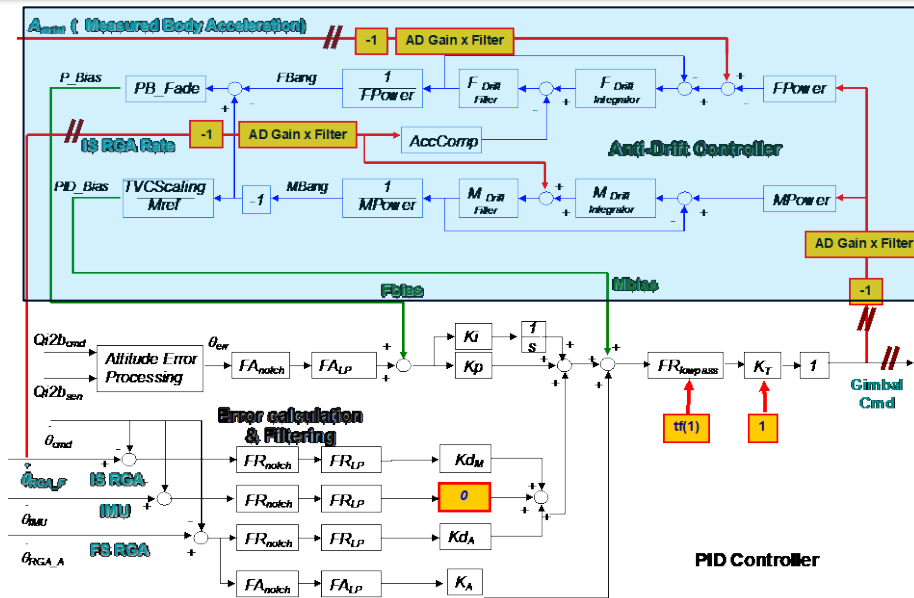 ( Measured Body Acceleration)
-1
AD Gain x Filter
P_Bias
PB_Fade
FBang
1
FPower
F Drift
Filter
F Drift
Integrator
FPower
-1
AD Gain x Filter
AccComp
IS RGA Rate
Anti-Drift Controller
PID_Bias
TVCScaling
Mref
-1
MBang
1
MPower
M Drift
Filter
M Drift
Integrator
MPower
AD Gain x Filter
-1
Fbias
Mbias
Qi2bcmd
Qi2bsen
Attitude Error
Processing
θerr
FAnotch
FALP
Ki
1
s
Kp
FRlowpass
KT
1
Gimbal
Cmd
tf(1)
1
Error calculation
& Filtering
θcmd
θRGA_F
IS RGA
FRnotch
FRLP
KdM
IMU
θIMU
FRnotch
FRLP
0
FS RGA
θRGA_A
FRnotch
FRLP
KdA
FAnotch
FALP
KA
PID Controller